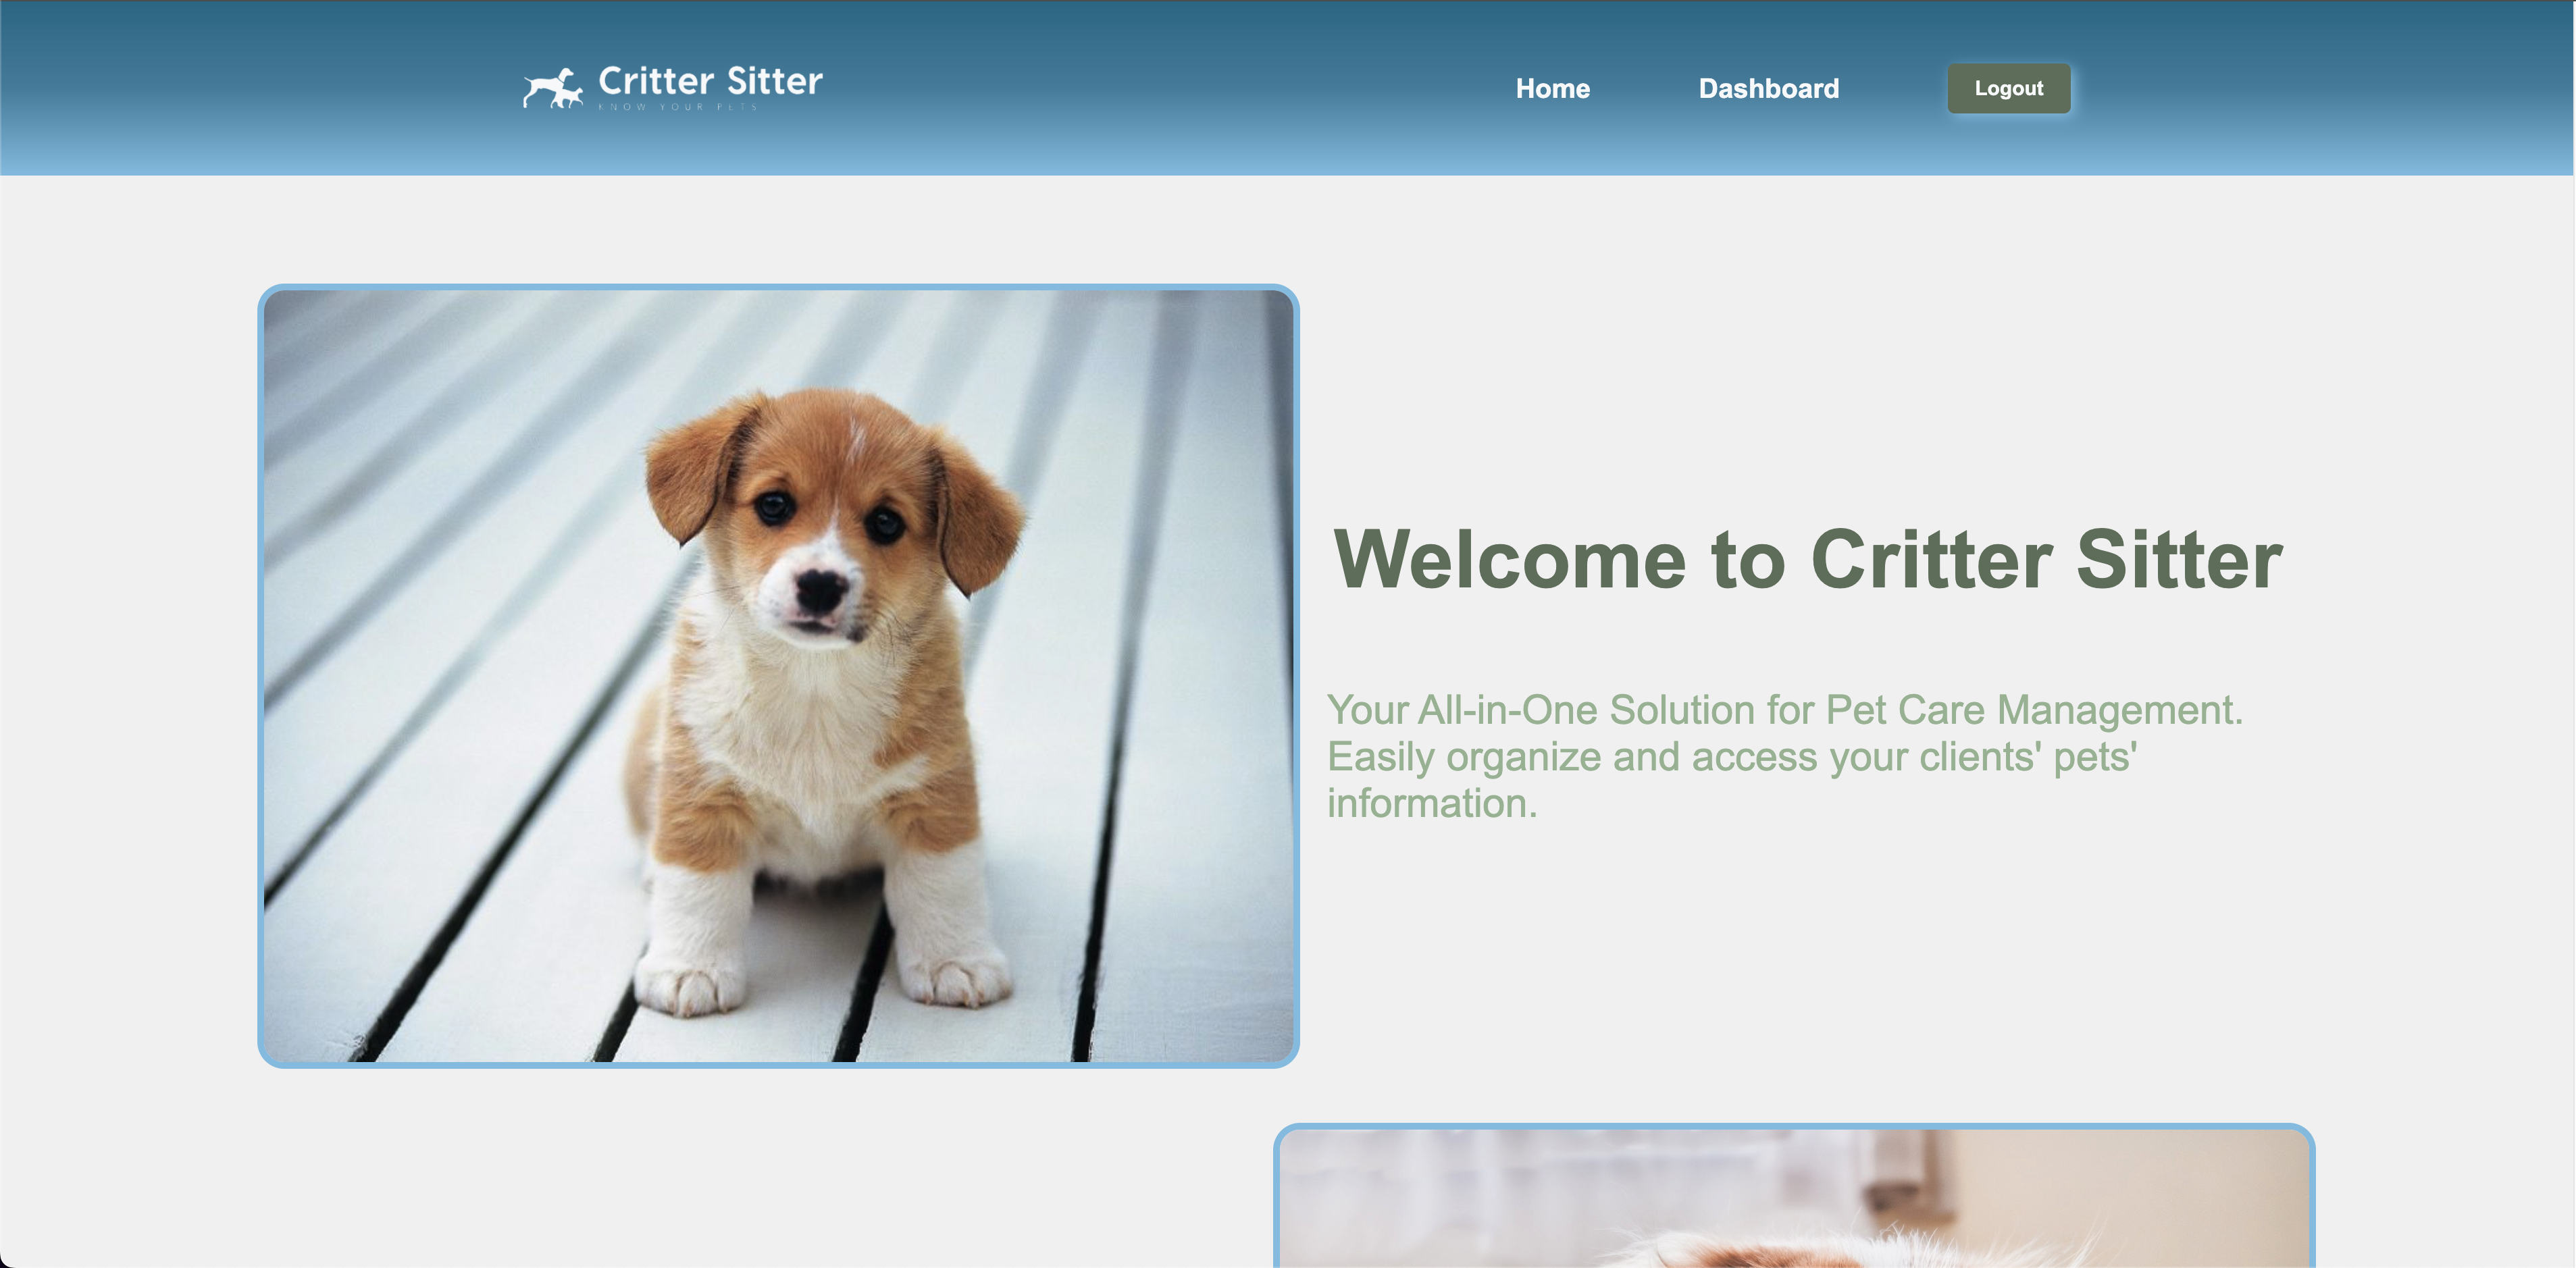 Critter Sitter
KNOW YOUR PETS
Home
Dashboard
Logout
Welcome to Critter Sitter
Your All-in-One Solution for Pet Care Management.
Easily organize and access your clients' pets'
information.